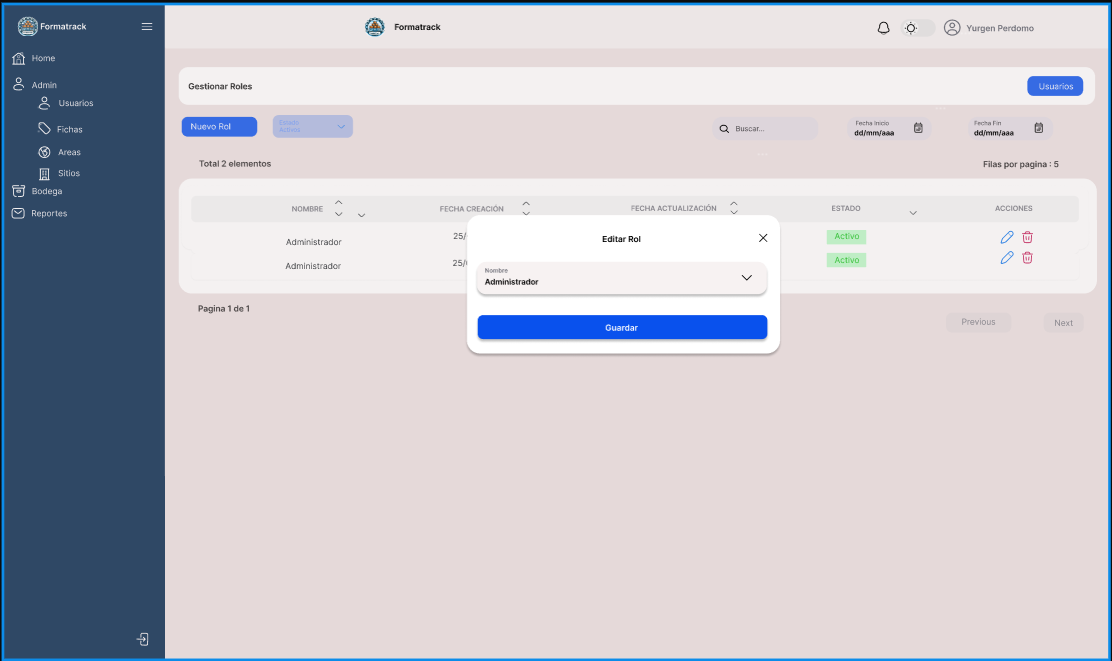 Formatrack
Formatrack
Yurgen Perdomo
Home
Admin
Usuarios
Fichas
Areas
Sitios
Bodega
Reportes
Gestionar Roles
Usuarios
Nuevo Rol
Estado
Activos
Buscar...
Fecha Inicio
dd/mm/aaa
Fecha Fin
dd/mm/aaa
Total 2 elementos
Filas por pagina : 5
NOMBRE FECHA CREACIÓN FECHA ACTUALIZACIÓN ESTADO ACCIONES
Administrador 25/ Activo
Administrador 25/ Activo
Editar Rol
Nombre
Administrador
Guardar
Pagina 1 de 1
Previous
Next